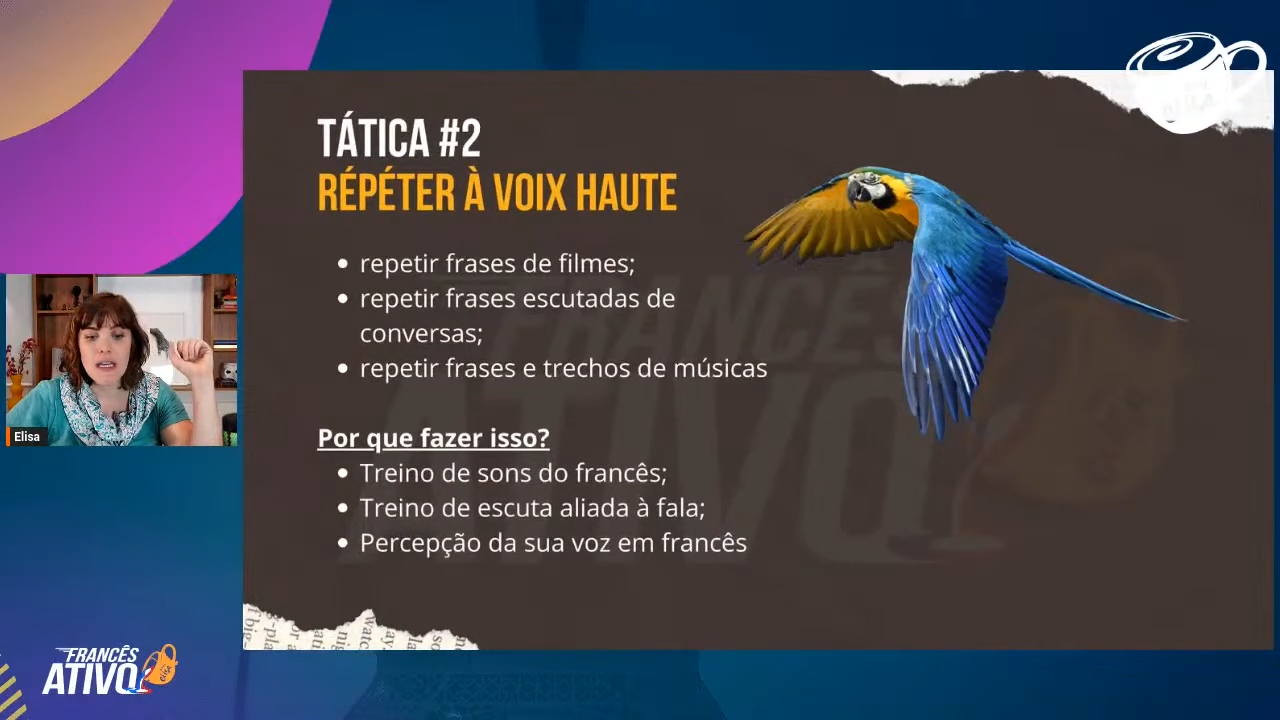 TÁTICA #2
RÉPÉTER À VOIX HAUTE
repetir frases de filmes;
repetir frases escutadas de
conversas;
repetir frases e trechos de músicas
Por que fazer isso?
Treino de sons do francês;
Treino de escuta aliada à fala;
Percepção da sua voz em francês
Elisa
FRANCÊS
ATIVO